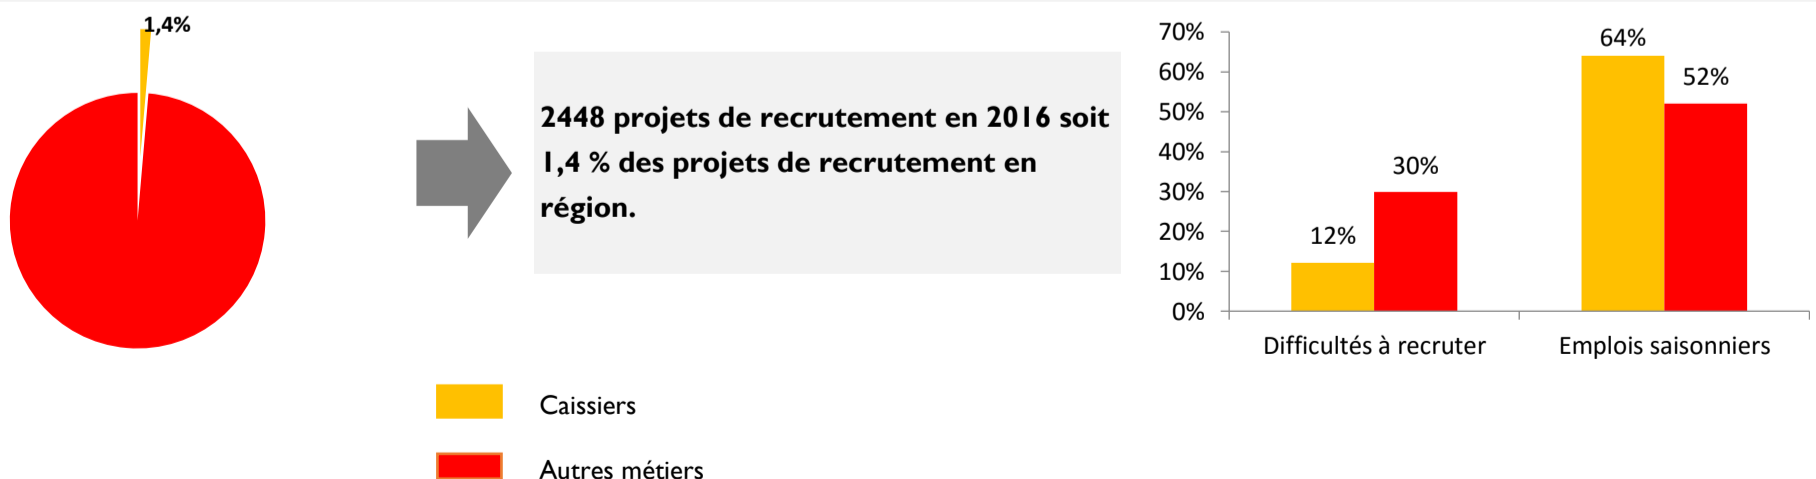 1,4%
2448 projets de recrutement en 2016 soit
1,4 % des projets de recrutement en
région.
70%
60%
50%
40%
30%
20%
10%
0%
12%
30%
64%
52%
Difficultés à recruter
Emplois saisonniers
Caissiers
Autres métiers